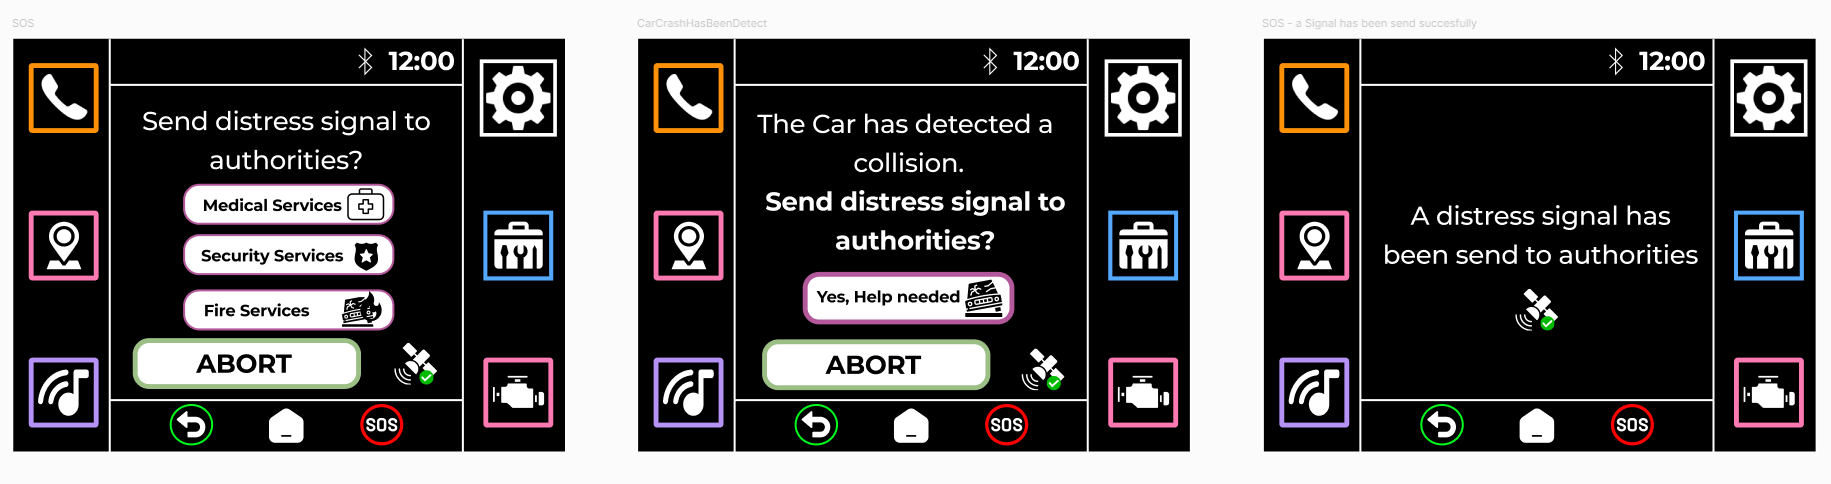 SOS
12:00
Send distress signal to
authorities?
Medical Services
Security Services
Fire Services
ABORT
SOS
CarCrashHasBeenDetect
12:00
The Car has detected a
collision.
Send distress signal to
authorities?
Yes, Help needed
ABORT
SOS
SOS - a Signal has been send succesfully
12:00
A distress signal has
been send to authorities
SOS